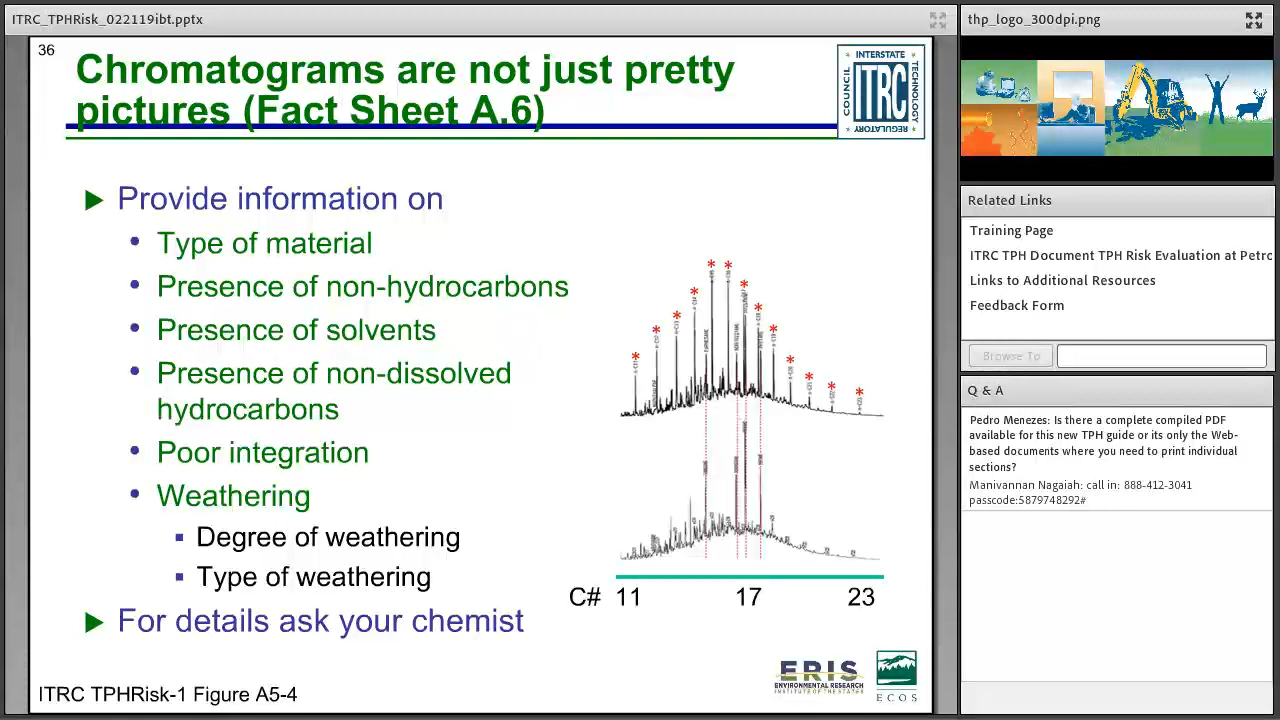 ITRC_TPHRisk_022119ibt.pptx
36
Chromatograms are not just pretty
pictures (Fact Sheet A.6)
INTERSTATE
COUNCIL
ITRC
TECHNOLOGY
REGULATORY
Provide information on
Type of material
Presence of non-hydrocarbons
Presence of solvents
Presence of non-dissolved
hydrocarbons
Poor integration
Weathering
Degree of weathering
Type of weathering
For details ask your chemist
C# 11 17 23
ITRC TPHRisk-1 Figure A5-4
ERIS
ENVIRONMENTAL RESEARCH
INSTITUTE OF THE STATES
ECOS
thp_logo_300dpi.png
Related Links
Training Page
ITRC TPH Document TPH Risk Evaluation at Petrc
Links to Additional Resources
Feedback Form
Browse To
Q & A
Pedro Menezes: Is there a complete compiled PDF
available for this new TPH guide or its only the Web-
based documents where you need to print individual
sections?
Manivannan Nagaiah: call in: 888-412-3041
passcode:5879748292#